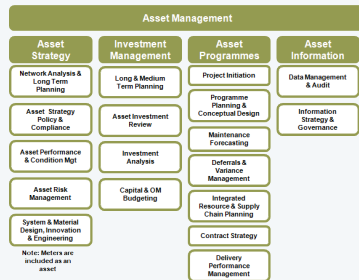 Asset Management
Asset
Strategy
Network Analysis &
Long Term
Planning
Asset Strategy
Policy &
Compliance
Asset Performance
& Condition Mgt
Asset Risk
Management
System & Material
Design, Innovation
& Engineering
Note: Meters are
included as an
asset
Investment
Management
Long & Medium
Term Planning
Asset Investment
Review
Investment
Analysis
Capital & OM
Budgeting
Asset
Programmes
Project Initiation
Programme
Planning &
Conceptual Design
Maintenance
Forecasting
Deferrals &
Variance
Management
Integrated
Resource & Supply
Chain Planning
Contract Strategy
Delivery
Performance
Management
Asset
Information
Data Management
& Audit
Information
Strategy &
Governance